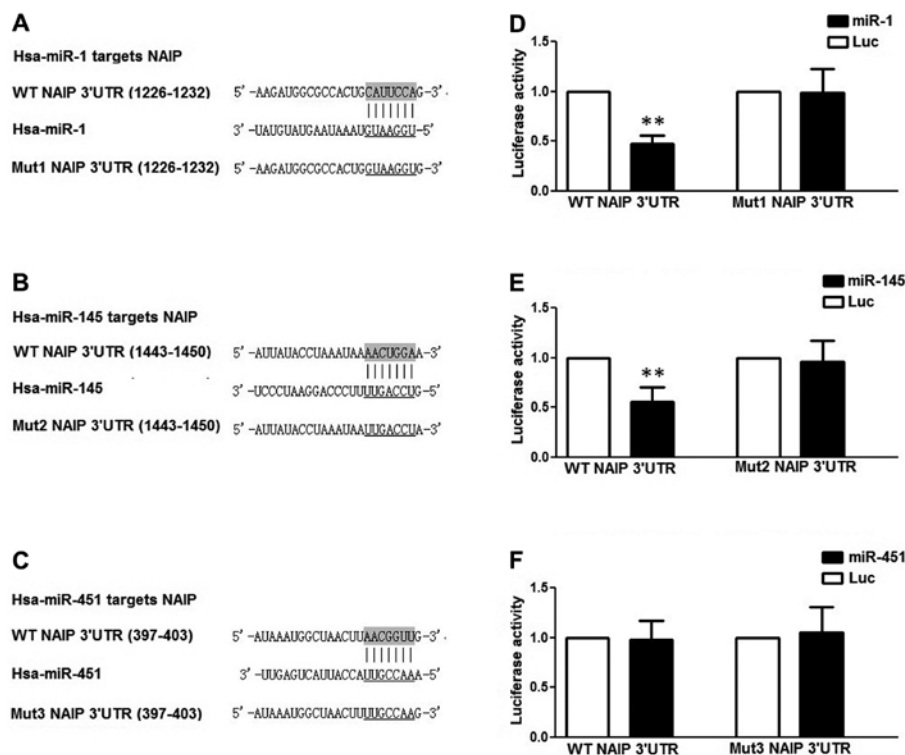 A
Hsa-miR-1 targets NAIP
WT NAIP 3'UTR (1226-1232) 5' -AAGAUGGCGCCACUGCAUUCCAG-3'
Hsa-miR-1 3' -UAUGUAUGAAUAAAUGUAAGGU-5'
Mut1 NAIP 3'UTR (1226-1232) 5' -AAGAUGGCGCCACUGGUAAGGUG-3'
B
Hsa-miR-145 targets NAIP
WT NAIP 3'UTR (1443-1450) 5' -AUUAUACCUAAAUAAAACUGGAA-3'
Hsa-miR-145 3' -UCCCUAAGGACCCUUUUGACCUG-5'
Mut2 NAIP 3'UTR (1443-1450) 5' -AUUAUACCUAAAUAAUUGACCUA-3'
C
Hsa-miR-451 targets NAIP
WT NAIP 3'UTR (397-403) 5' -AUAAAUGGCUAACUUAACGGUUG-3'
Hsa-miR-451 3' -UUGAGUCAUUACCAUUGCCAAA-5'
Mut3 NAIP 3'UTR (397-403) 5' -AUAAAUGGCUAACUUUUGCCAAG-3'
D
miR-1
Luc
Luciferase activity
1.5
1.0
0.5
0.0
**
WT NAIP 3'UTR Mut1 NAIP 3'UTR
E
miR-145
Luc
Luciferase activity
1.5
1.0
0.5
0.0
**
WT NAIP 3'UTR Mut2 NAIP 3'UTR
F
miR-451
Luc
Luciferase activity
1.5
1.0
0.5
0.0
WT NAIP 3'UTR Mut3 NAIP 3'UTR